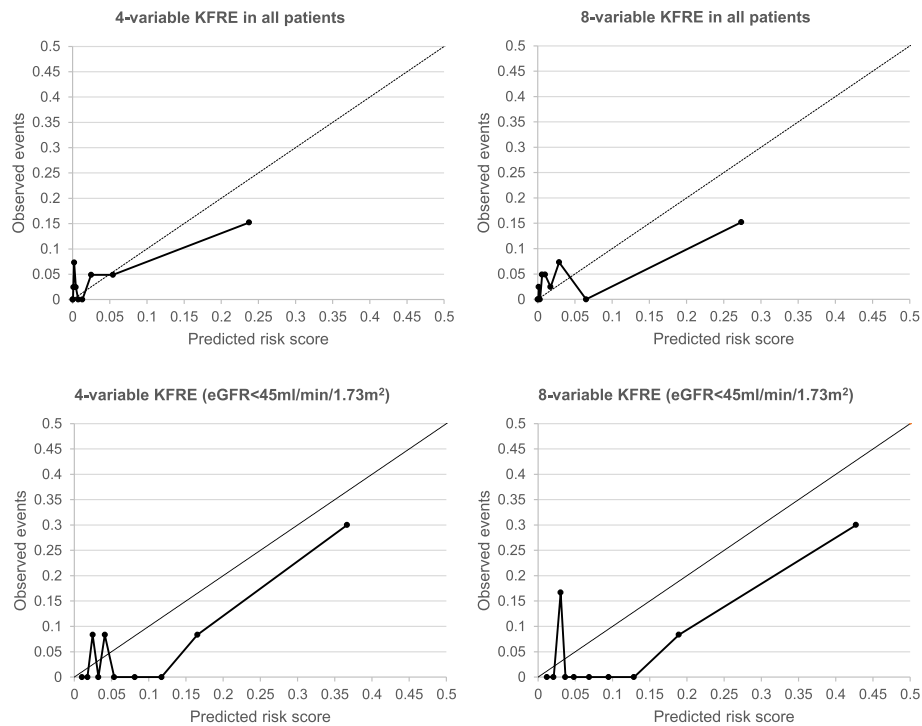 4-variable KFRE in all patients
0.5
0.45
0.4
0.35
0.3
0.25
0.2
0.15
0.1
0.05
0
Observed events
0 0.05 0.1 0.15 0.2 0.25 0.3 0.35 0.4 0.45 0.5
Predicted risk score
8-variable KFRE in all patients
0.5
0.45
0.4
0.35
0.3
0.25
0.2
0.15
0.1
0.05
0
Observed events
0 0.05 0.1 0.15 0.2 0.25 0.3 0.35 0.4 0.45 0.5
Predicted risk score
4-variable KFRE (eGFR<45ml/min/1.73m²)
0.5
0.45
0.4
0.35
0.3
0.25
0.2
0.15
0.1
0.05
0
Observed events
0 0.05 0.1 0.15 0.2 0.25 0.3 0.35 0.4 0.45 0.5
Predicted risk score
8-variable KFRE (eGFR<45ml/min/1.73m²)
0.5
0.45
0.4
0.35
0.3
0.25
0.2
0.15
0.1
0.05
0
Observed events
0 0.05 0.1 0.15 0.2 0.25 0.3 0.35 0.4 0.45 0.5
Predicted risk score